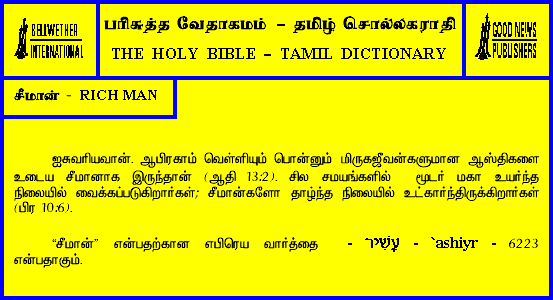 BELLWETHER
INTERNATIONAL
பரிசுத்த வேதாகமம் – தமிழ் சொல்லகராதி
THE HOLY BIBLE – TAMIL DICTIONARY
GOOD NEWS
PUBLISHERS
சீமான் - RICH MAN
ஐசுவரியவான். ஆபிரகாம் வெள்ளியும் பொன்னும் மிருகஜீவன்களுமான ஆஸ்திகளை
உடைய சீமானாக இருந்தான் (ஆதி 13:2). சில சமயங்களில் மூடர் மகா உயர்ந்த
நிலையில் வைக்கப்படுகிறார்கள்; சீமான்களோ தாழ்ந்த நிலையில் உட்கார்ந்திருக்கிறார்கள்
(பிர 10:6).
“சீமான்” என்பதற்கான எபிரெய வார்த்தை - עָשִׁיר - `ashiyr - 6223
என்பதாகும்.